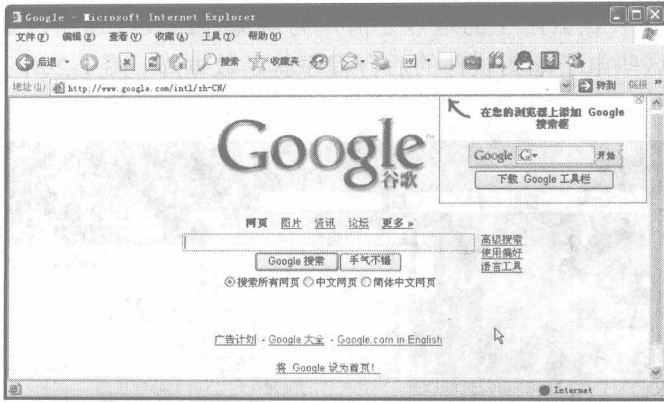 Google - Microsoft Internet Explorer
文件(F) 编辑(E) 查看(V) 收藏(A) 工具(T) 帮助(H)
后退 搜索 收藏夹
地址(D) http://www.google.com/intl/zh-CN/ 转到 链接 »
在您的浏览器上添加 Google
搜索框
Google G 开始
下载 Google 工具栏
Google™
谷歌
网页 图片 资讯 论坛 更多 »
高级搜索
使用偏好
语言工具
Google 搜索 手气不错
搜索所有网页 中文网页 简体中文网页
广告计划 - Google 大全 - Google.com in English
将 Google 设为首页!
Internet